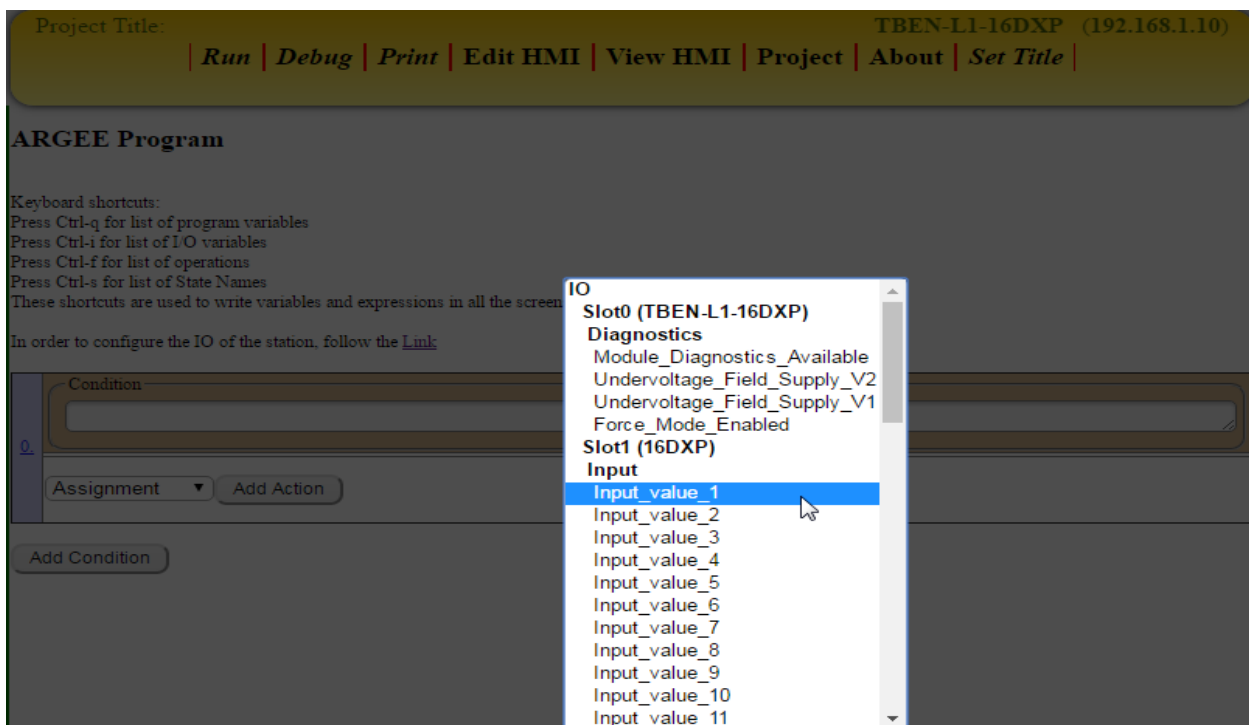 Project Title:
TBEN-L1-16DXP (192.168.1.10)
| Run | Debug | Print | Edit HMI | View HMI | Project | About | Set Title |
ARGEE Program
Keyboard shortcuts:
Press Ctrl-q for list of program variables
Press Ctrl-i for list of I/O variables
Press Ctrl-f for list of operations
Press Ctrl-s for list of State Names
These shortcuts are used to write variables and expressions in all the screen
In order to configure the IO of the station, follow the Link
Condition
0.
Assignment
Add Action
Add Condition
IO
Slot0 (TBEN-L1-16DXP)
Diagnostics
Module_Diagnostics_Available
Undervoltage_Field_Supply_V2
Undervoltage_Field_Supply_V1
Force_Mode_Enabled
Slot1 (16DXP)
Input
Input_value_1
Input_value_2
Input_value_3
Input_value_4
Input_value_5
Input_value_6
Input_value_7
Input_value_8
Input_value_9
Input_value_10
Input_value_11